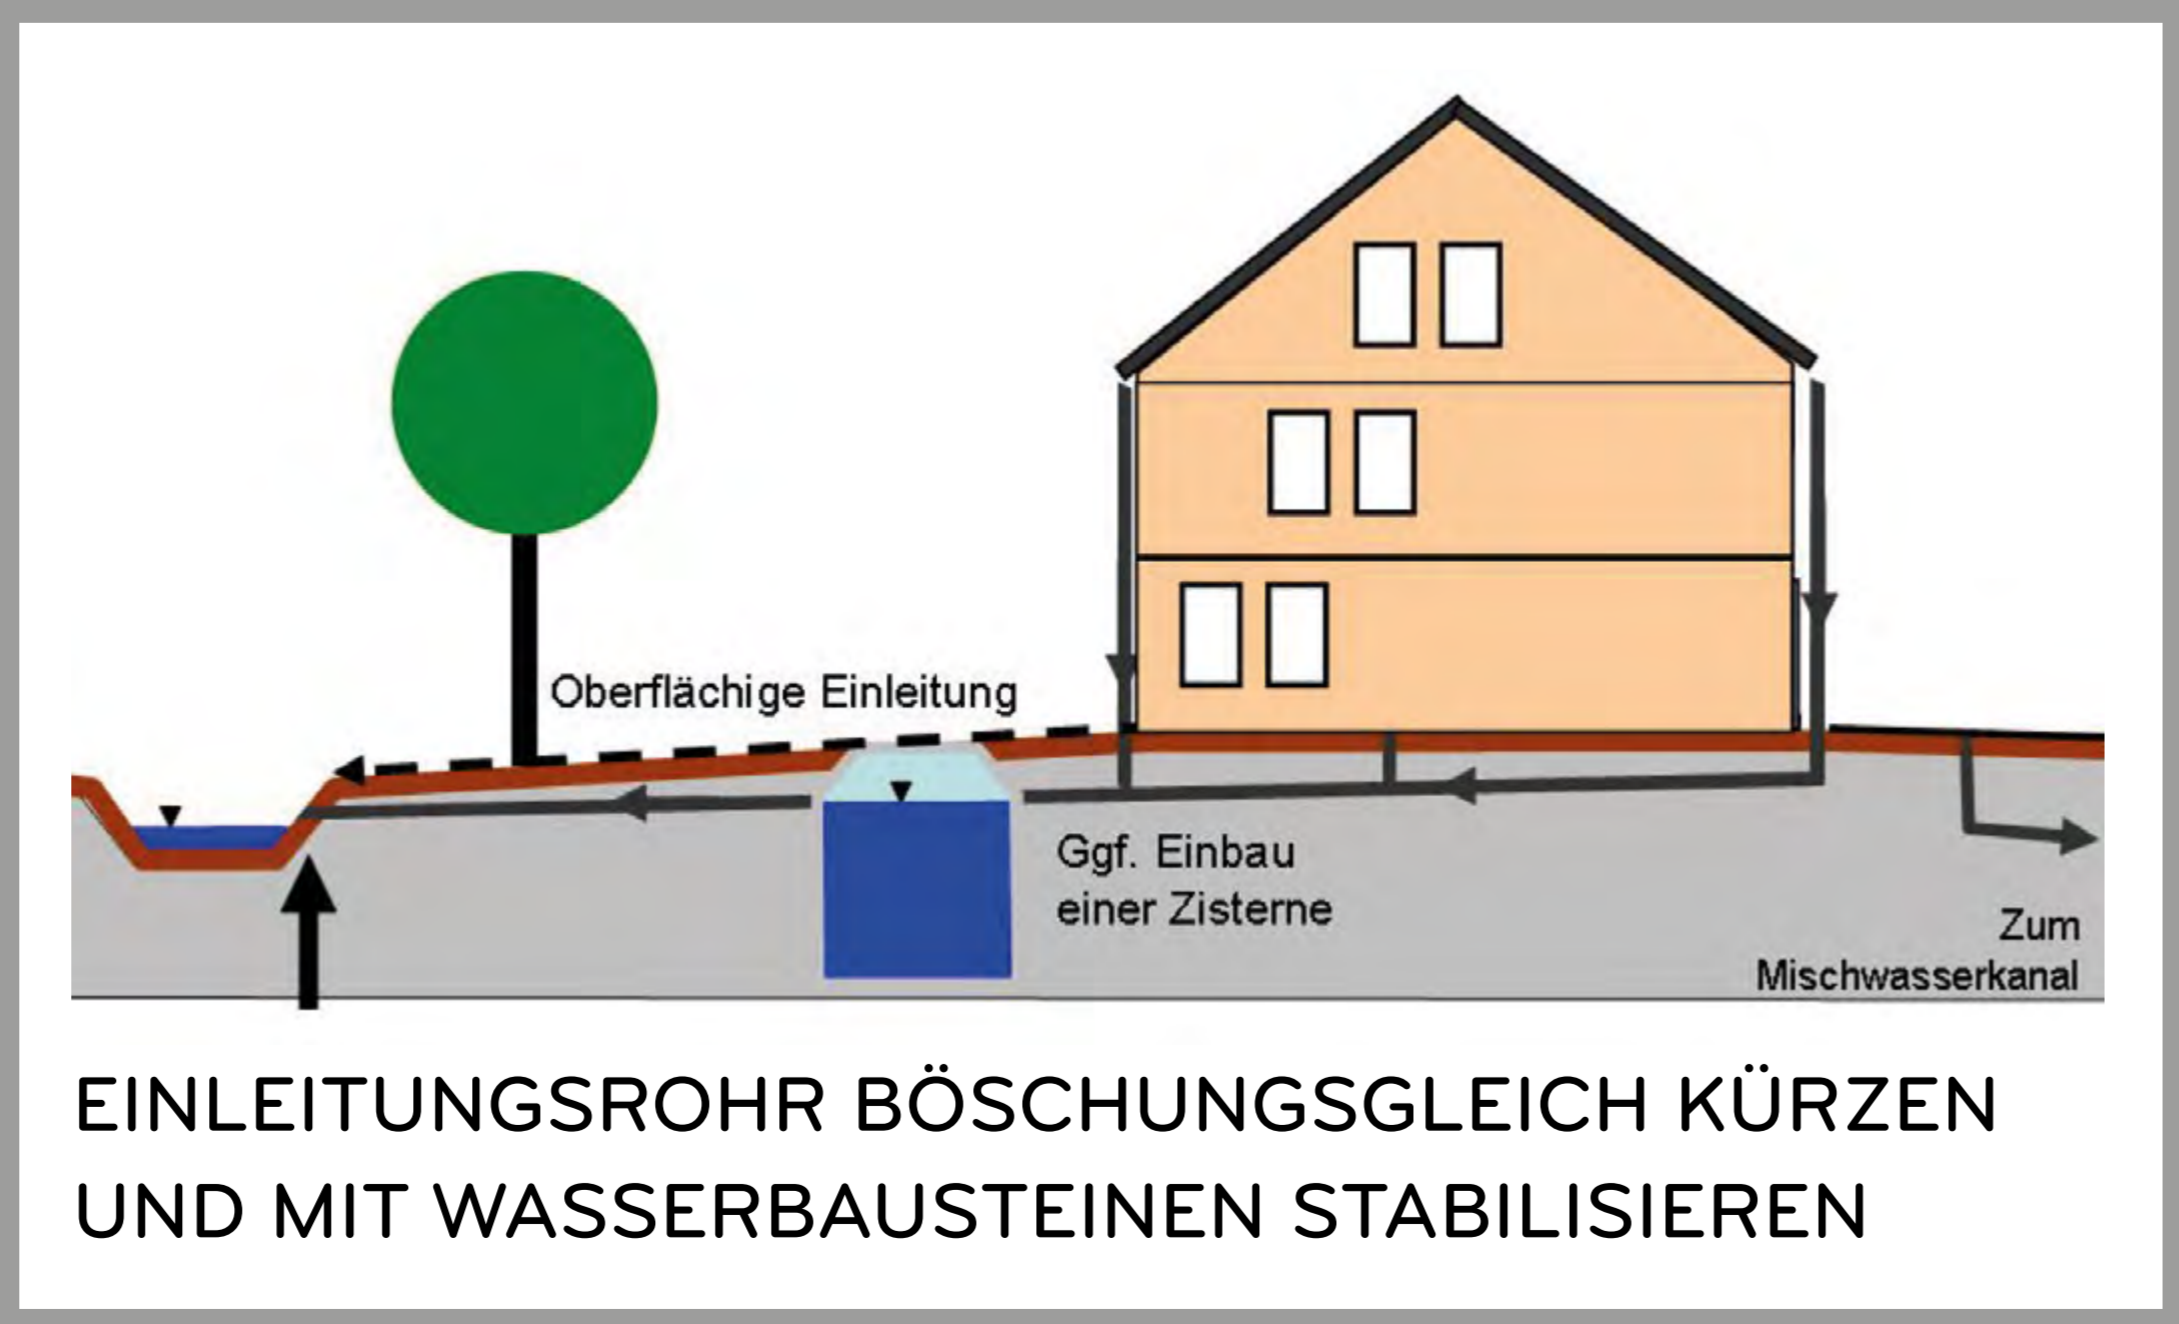 Oberflächige Einleitung
Ggf. Einbau
einer Zisterne
Zum
Mischwasserkanal
EINLEITUNGSROHR BÖSCHUNGSGLEICH KÜRZEN
UND MIT WASSERBAUSTEINEN STABILISIEREN